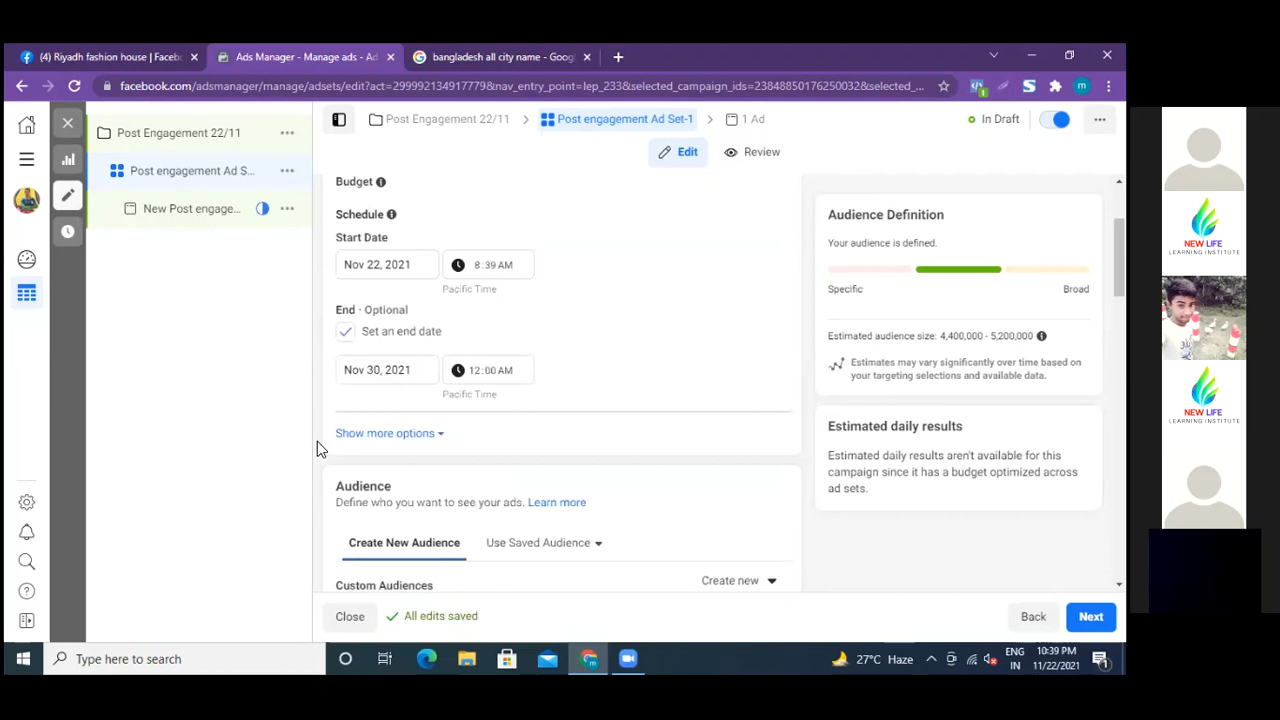 (4) Riyadh fashion house | Faceb
Ads Manager - Manage ads - Ad
bangladesh all city name - Goog
facebook.com/adsmanager/manage/adsets/edit?act=299992134917779&nav_entry_point=lep_233&selected_campaign_ids=23848850176250032&selected_...
m
1
Post Engagement 22/11
Post engagement Ad S...
New Post engage...
Post Engagement 22/11
Post engagement Ad Set-1
1 Ad
In Draft
Edit
Review
Budget
Schedule
Start Date
Nov 22, 2021
8:39 AM
Pacific Time
End · Optional
Set an end date
Nov 30, 2021
12:00 AM
Pacific Time
Show more options
Audience
Define who you want to see your ads. Learn more
Create New Audience
Use Saved Audience
Custom Audiences
Create new
Audience Definition
Your audience is defined.
Specific
Broad
Estimated audience size: 4,400,000 - 5,200,000
Estimates may vary significantly over time based on
your targeting selections and available data.
Estimated daily results
Estimated daily results aren't available for this
campaign since it has a budget optimized across
ad sets.
Close
All edits saved
Back
Next
Type here to search
27°C Haze
ENG
IN
10:39 PM
11/22/2021
1
NEW LIFE
LEARNING INSTITUTE
NEW LIFE
LEARNING INSTITUTE